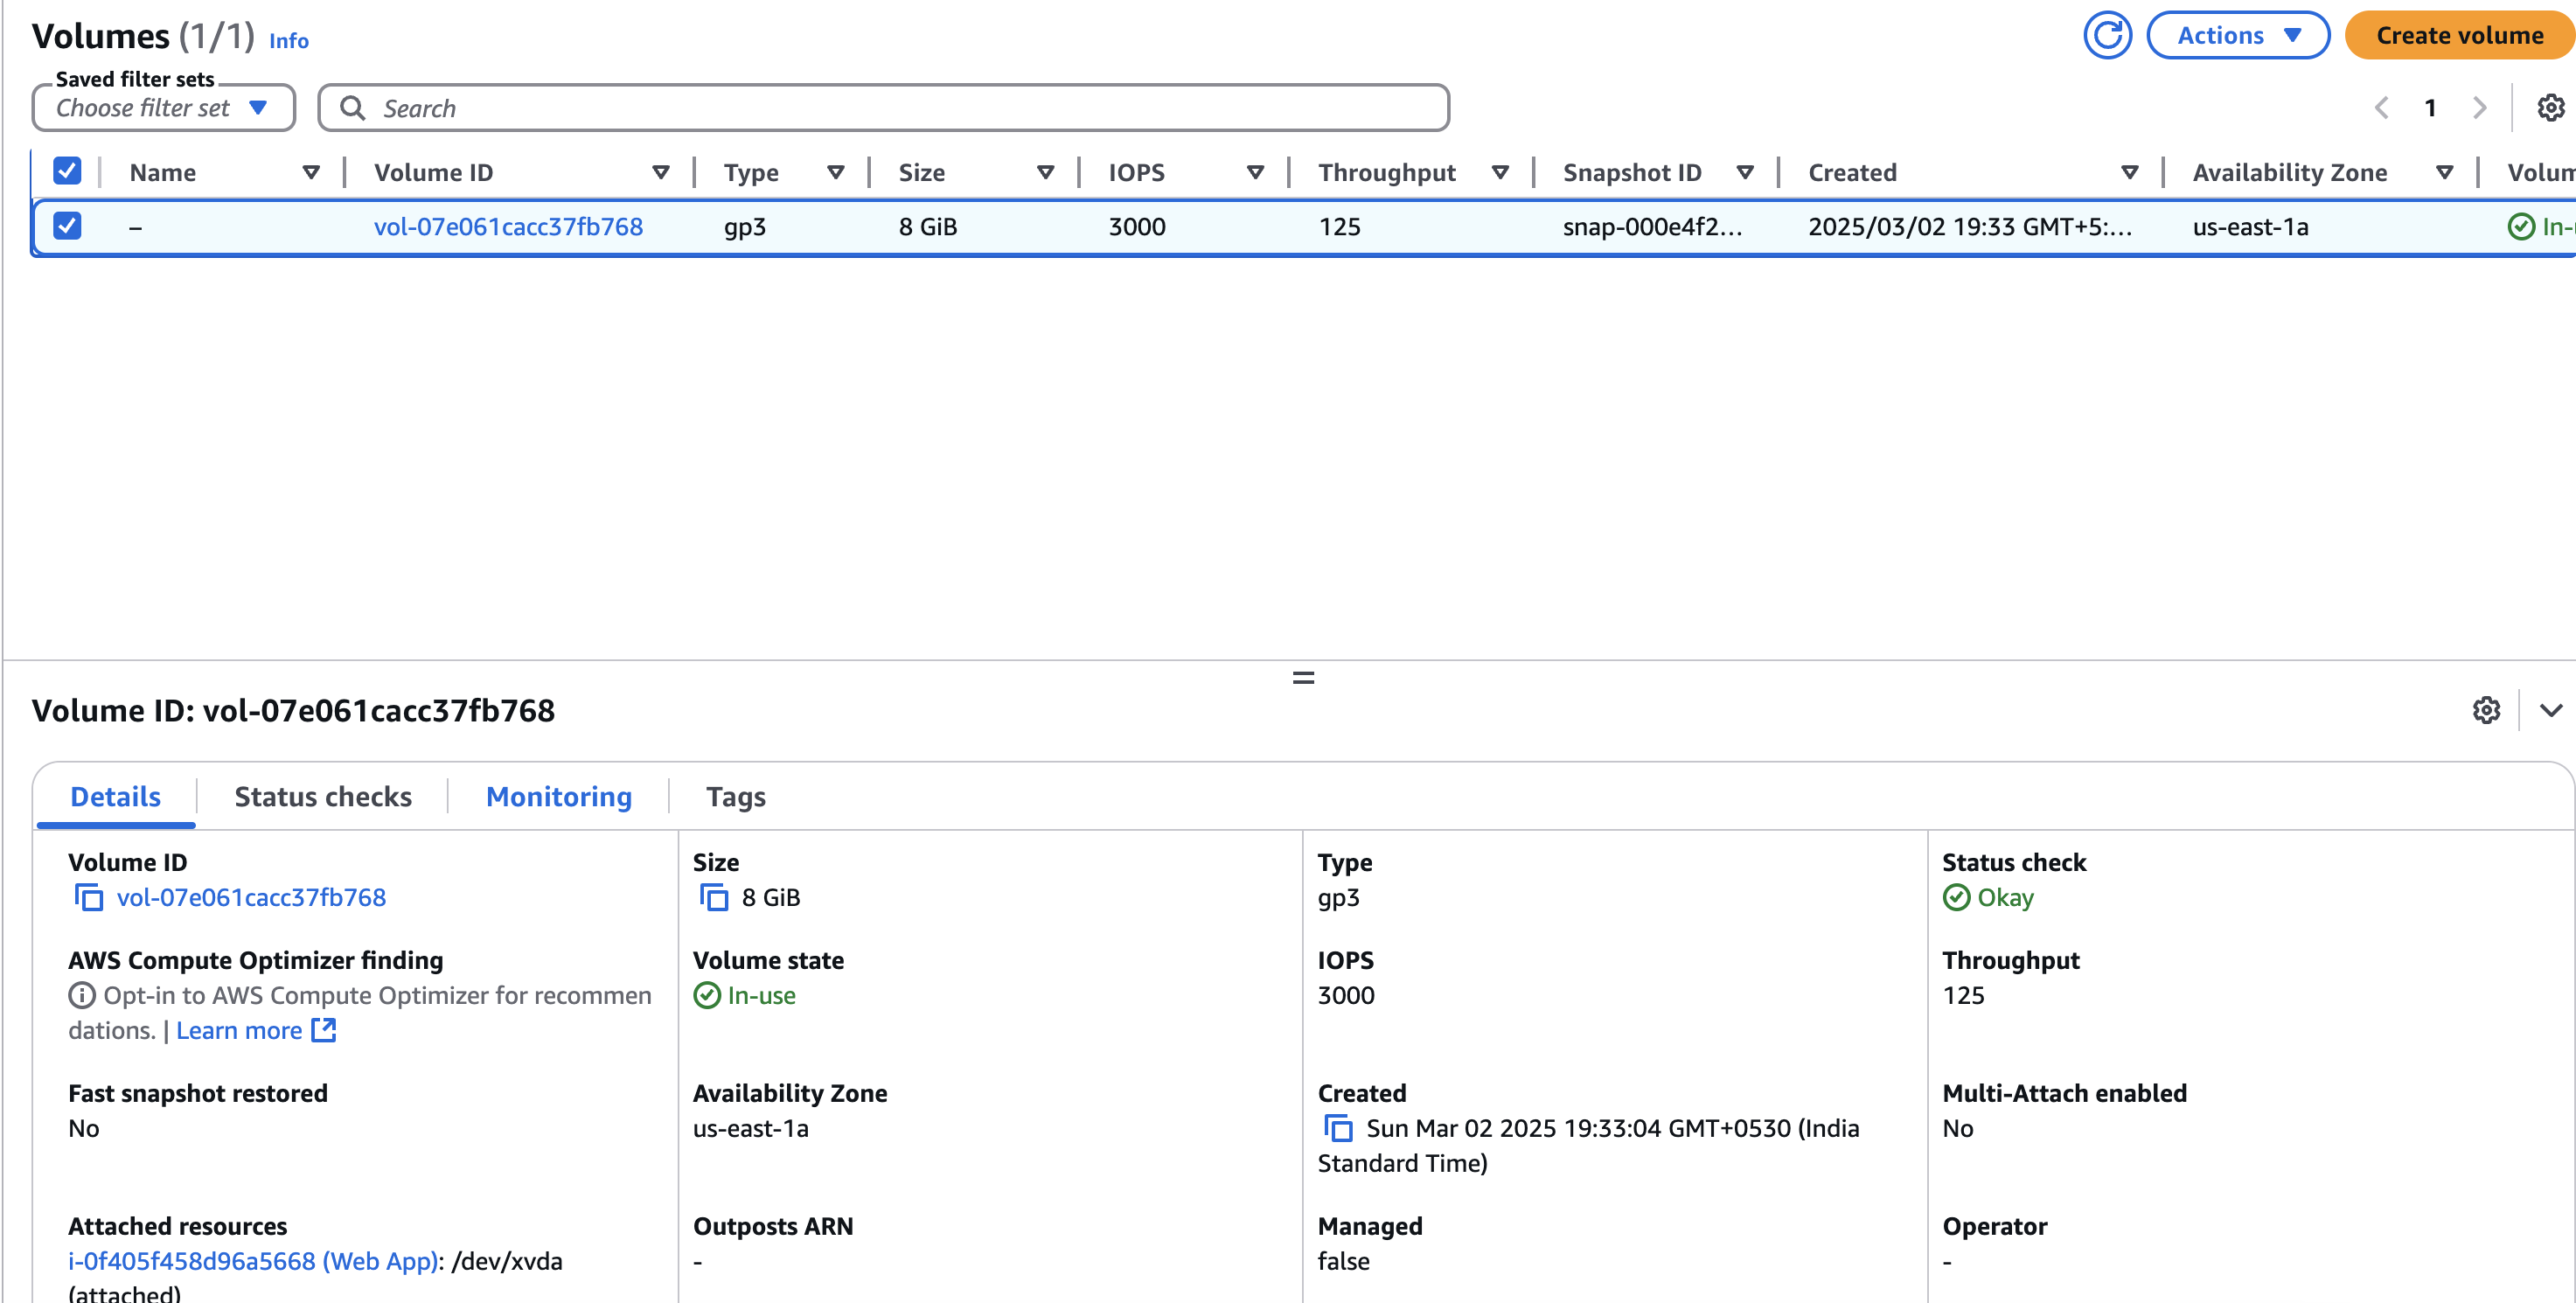 Volumes (1/1) Info
Actions
Create volume
Saved filter sets
Choose filter set
Search
1
Name Volume ID Type Size IOPS Throughput Snapshot ID Created Availability Zone Volum
– vol-07e061cacc37fb768 gp3 8 GiB 3000 125 snap-000e4f2... 2025/03/02 19:33 GMT+5:... us-east-1a In-
Volume ID: vol-07e061cacc37fb768
Details Status checks Monitoring Tags
Volume ID
vol-07e061cacc37fb768
Size
8 GiB
Type
gp3
Status check
Okay
AWS Compute Optimizer finding
Opt-in to AWS Compute Optimizer for recommen
dations. | Learn more
Volume state
In-use
IOPS
3000
Throughput
125
Fast snapshot restored
No
Availability Zone
us-east-1a
Created
Sun Mar 02 2025 19:33:04 GMT+0530 (India
Standard Time)
Multi-Attach enabled
No
Attached resources
i-0f405f458d96a5668 (Web App): /dev/xvda
(attached)
Outposts ARN
-
Managed
false
Operator
-